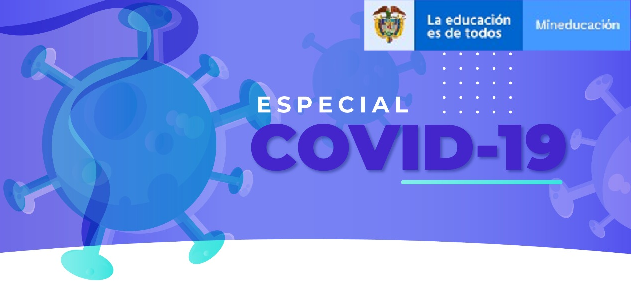 La educación
es de todos
Mineducación
ESPECIAL
COVID-19